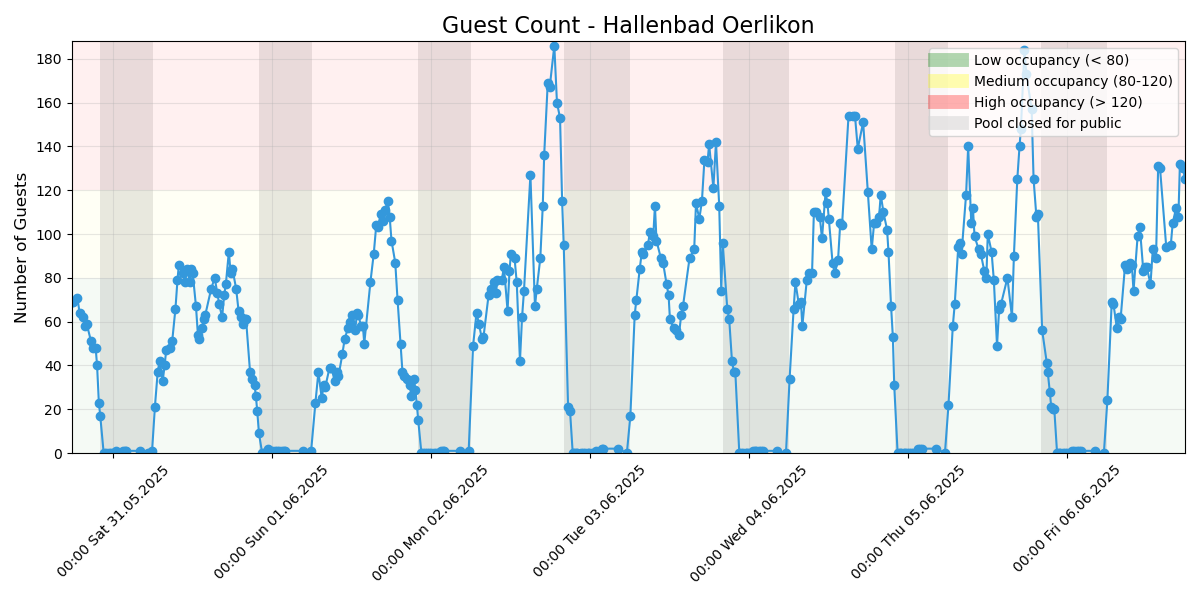 Guest Count - Hallenbad Oerlikon
Number of Guests
180
160
140
120
100
80
60
40
20
0
Low occupancy (< 80)
Medium occupancy (80-120)
High occupancy (> 120)
Pool closed for public
00:00 Sat 31.05.2025
00:00 Sun 01.06.2025
00:00 Mon 02.06.2025
00:00 Tue 03.06.2025
00:00 Wed 04.06.2025
00:00 Thu 05.06.2025
00:00 Fri 06.06.2025